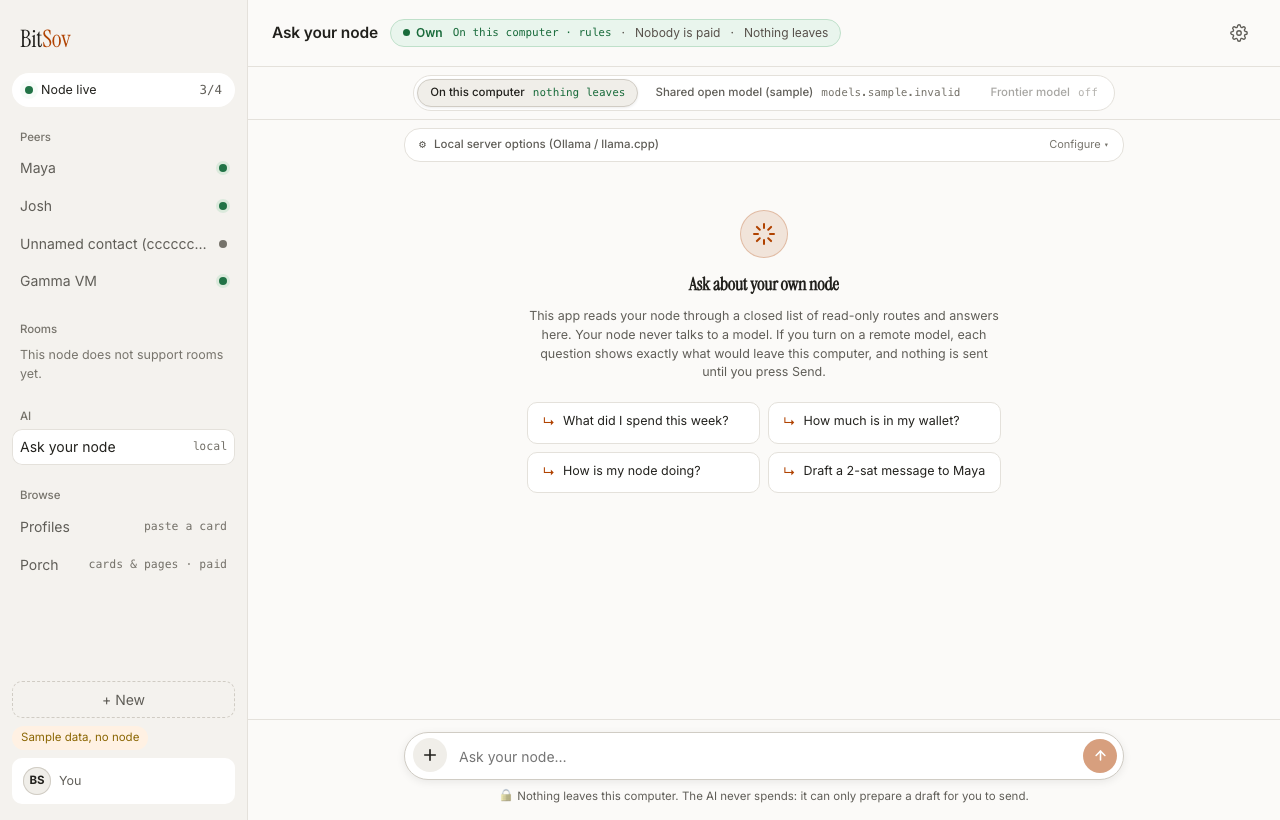 BitSov
Node live 3/4
Peers
Maya
Josh
Unnamed contact (cccccc...
Gamma VM
Rooms
This node does not support rooms
yet.
AI
Ask your node local
Browse
Profiles paste a card
Porch cards & pages · paid
+ New
Sample data, no node
BS You
Ask your node
Own On this computer · rules · Nobody is paid · Nothing leaves
On this computer nothing leaves
Shared open model (sample) models.sample.invalid
Frontier model off
Local server options (Ollama / llama.cpp)
Configure
Ask about your own node
This app reads your node through a closed list of read-only routes and answers
here. Your node never talks to a model. If you turn on a remote model, each
question shows exactly what would leave this computer, and nothing is sent
until you press Send.
What did I spend this week?
How much is in my wallet?
How is my node doing?
Draft a 2-sat message to Maya
Ask your node...
Nothing leaves this computer. The AI never spends: it can only prepare a draft for you to send.